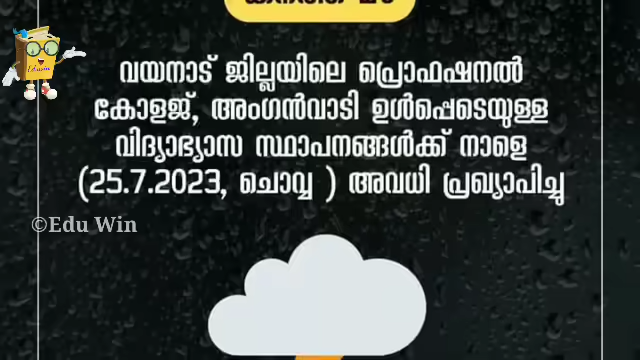 വയനാട് ജില്ലയിലെ പ്രൊഫഷനൽ
കോളജ്, അംഗൻവാടി ഉൾപ്പെടെയുള്ള
വിദ്യാഭ്യാസ സ്ഥാപനങ്ങൾക്ക് നാളെ
(25.7.2023, ചൊവ്വ ) അവധി പ്രഖ്യാപിച്ചു
©Edu Win